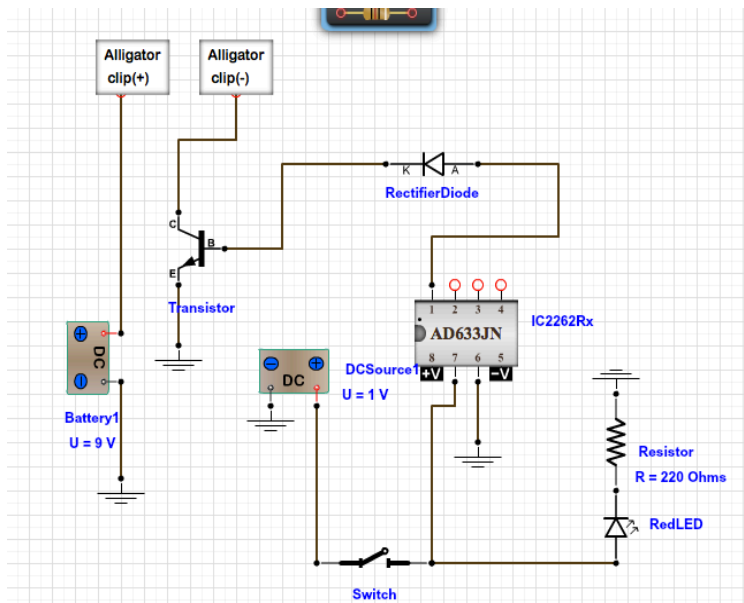 Alligator
clip(+)
Alligator
clip(-)
K
A
RectifierDiode
C
B
E
Transistor
1 2 3 4
AD633JN
8 7 6 5
+V
-V
IC2262Rx
DC
Battery1
U = 9 V
DC
DCSource1
U = 1 V
Resistor
R = 220 Ohms
RedLED
Switch